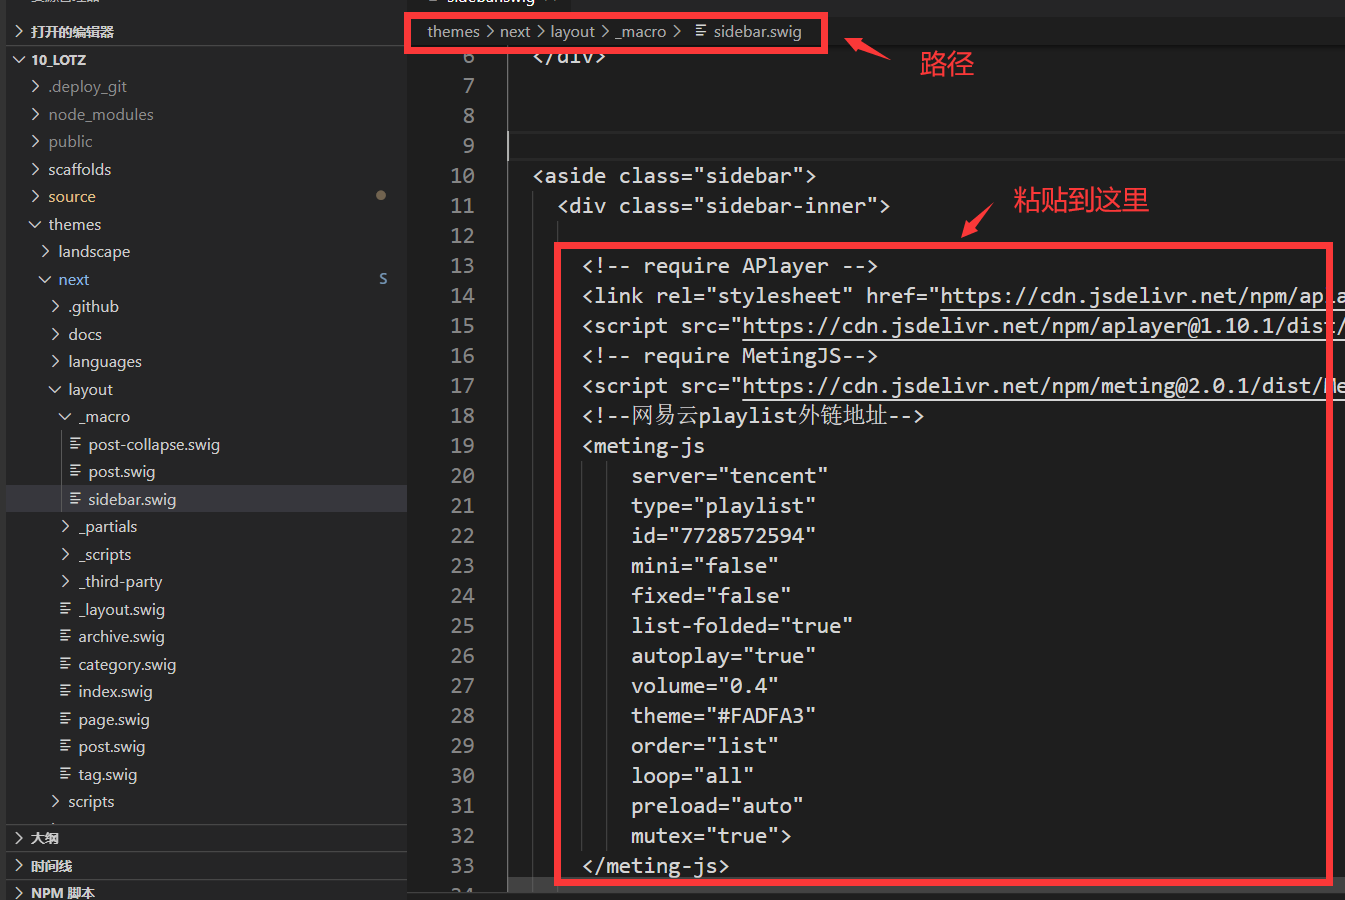 打开的编辑器
10_LOTZ
.deploy_git
node_modules
public
scaffolds
source
themes
landscape
next S
.github
docs
languages
layout
_macro
post-collapse.swig
post.swig
sidebar.swig
_partials
_scripts
_third-party
_layout.swig
archive.swig
category.swig
index.swig
page.swig
post.swig
tag.swig
scripts
大纲
时间线
NPM 脚本
themes > next > layout > _macro > sidebar.swig
路径
6 </div>
7
8
9
10 <aside class="sidebar">
11 <div class="sidebar-inner">
粘贴到这里
12
13 <!-- require APlayer -->
14 <link rel="stylesheet" href="https://cdn.jsdelivr.net/npm/apla
15 <script src="https://cdn.jsdelivr.net/npm/aplayer@1.10.1/dist/
16 <!-- require MetingJS-->
17 <script src="https://cdn.jsdelivr.net/npm/meting@2.0.1/dist/Me
18 <!--网易云playlist外链地址-->
19 <meting-js
20 server="tencent"
21 type="playlist"
22 id="7728572594"
23 mini="false"
24 fixed="false"
25 list-folded="true"
26 autoplay="true"
27 volume="0.4"
28 theme="#FADFA3"
29 order="list"
30 loop="all"
31 preload="auto"
32 mutex="true">
33 </meting-js>